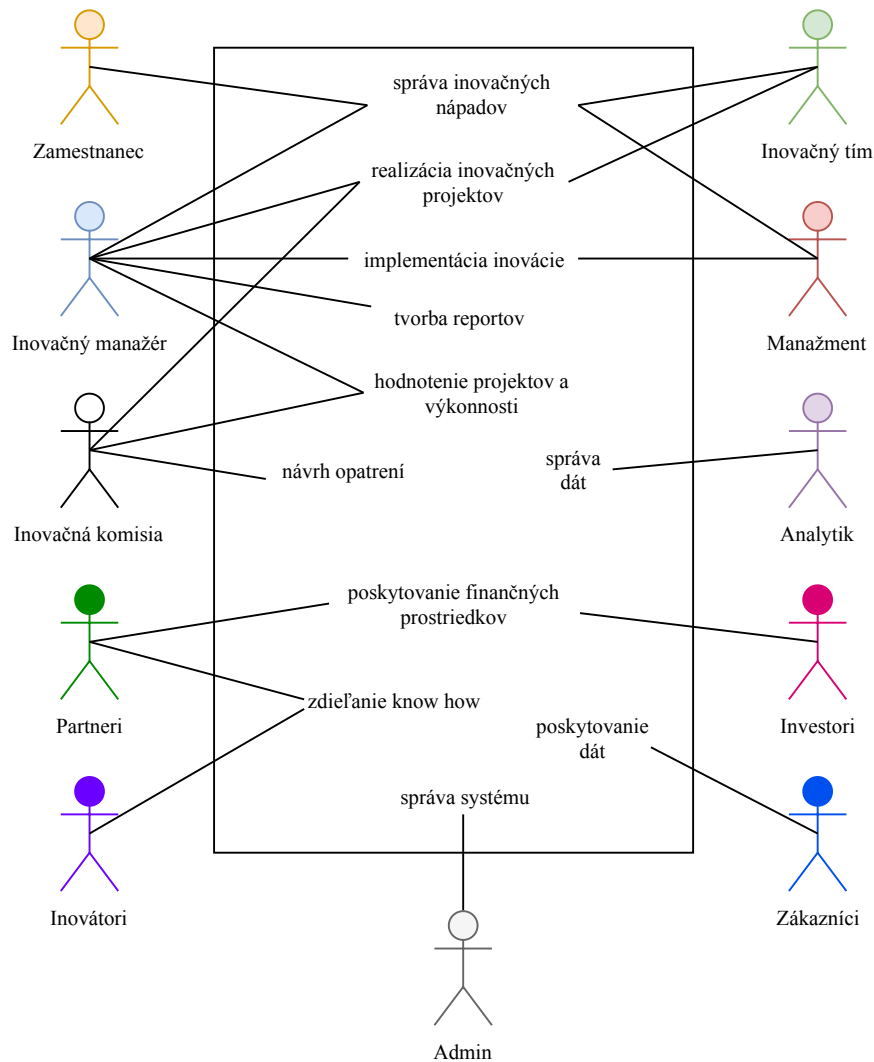 správa inovačných
nápadov
Zamestnanec
Inovačný tím
realizácia inovačných
projektov
implementácia inovácie
tvorba reportov
Inovačný manažér
Manažment
hodnotenie projektov a
výkonnosti
správa
dát
návrh opatrení
Inovačná komisia
Analytik
poskytovanie finančných
prostriedkov
zdieľanie know how
Partneri
Investori
poskytovanie
dát
správa systému
Inovátori
Zákazníci
Admin